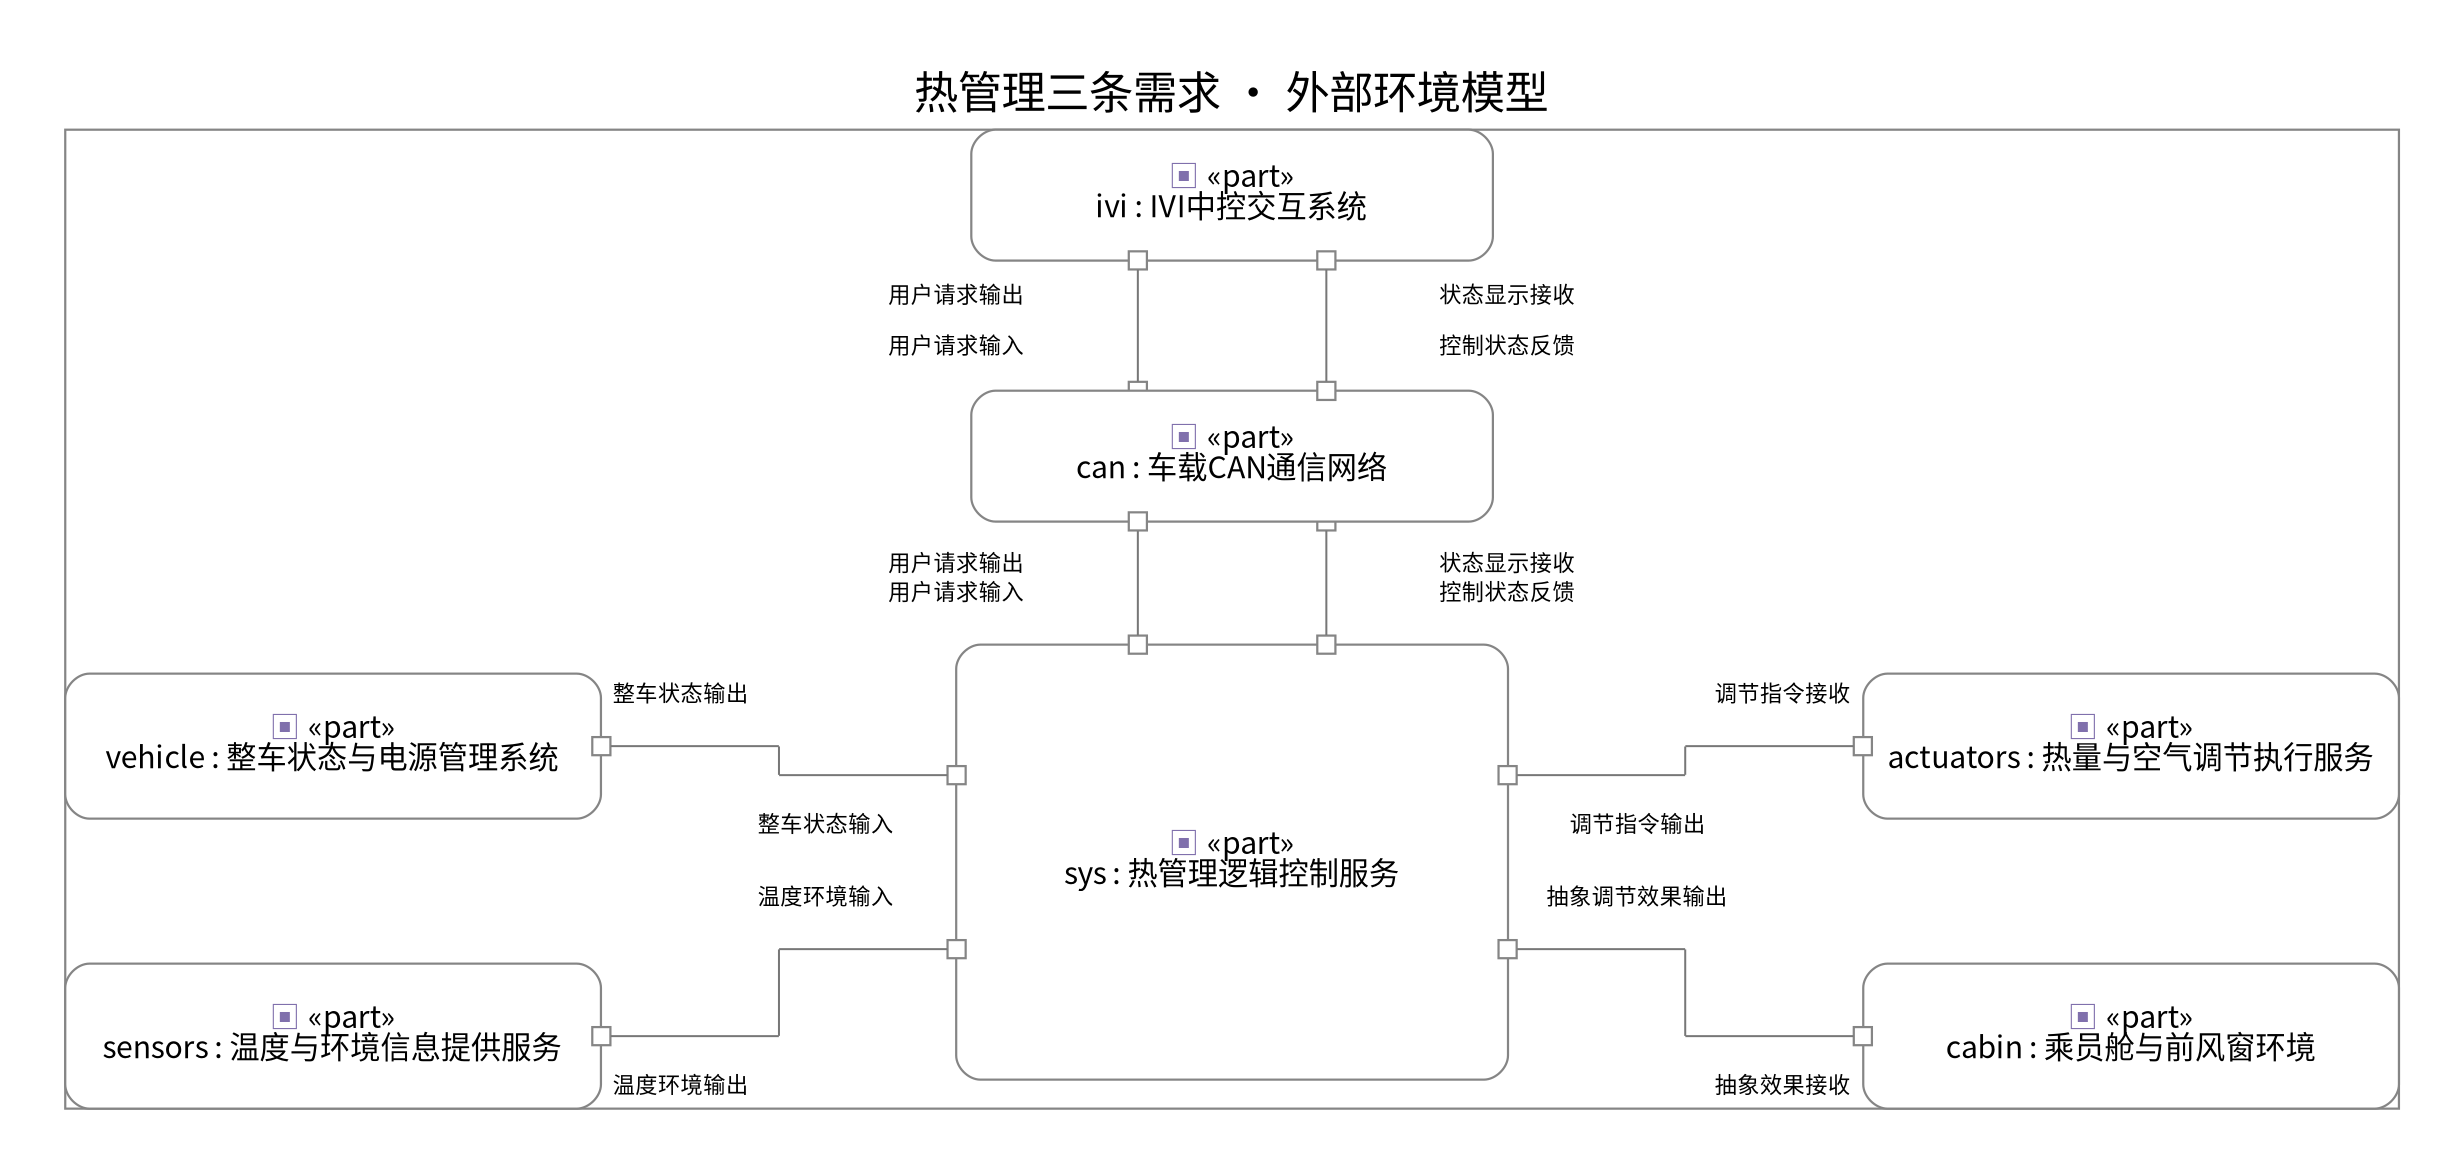 热管理三条需求 · 外部环境模型
«part»
ivi : IVI中控交互系统
用户请求输出
状态显示接收
用户请求输入
控制状态反馈
«part»
can : 车载CAN通信网络
用户请求输出
状态显示接收
用户请求输入
控制状态反馈
整车状态输出
调节指令接收
«part»
vehicle : 整车状态与电源管理系统
«part»
actuators : 热量与空气调节执行服务
整车状态输入
调节指令输出
«part»
sys : 热管理逻辑控制服务
温度环境输入
抽象调节效果输出
«part»
sensors : 温度与环境信息提供服务
«part»
cabin : 乘员舱与前风窗环境
温度环境输出
抽象效果接收